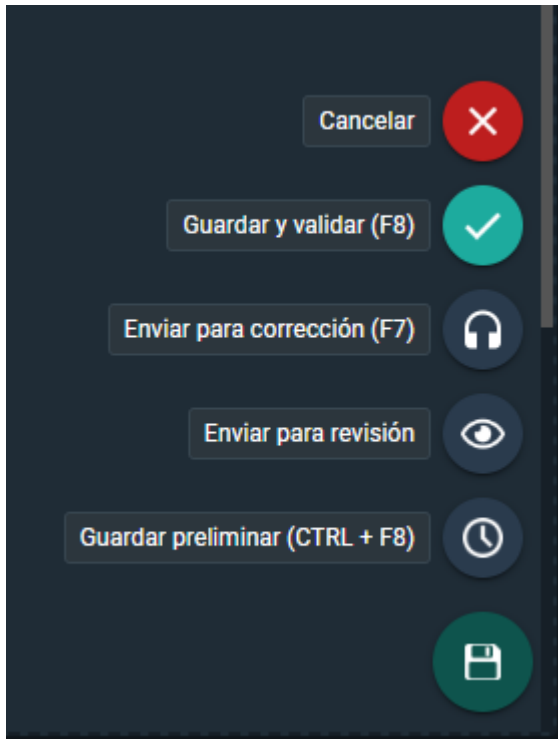 Cancelar
Guardar y validar (F8)
Enviar para corrección (F7)
Enviar para revisión
Guardar preliminar (CTRL + F8)